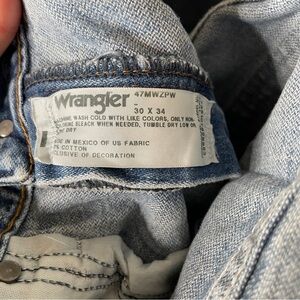 Wrangler 47MWZPW
30 X 34
MACHINE WASH COLD WITH LIKE COLORS, ONLY NON-
CHLORINE BLEACH WHEN NEEDED, TUMBLE DRY LOW OR
DRY
MADE IN MEXICO OF US FABRIC
COTTON
EXCLUSIVE OF DECORATION